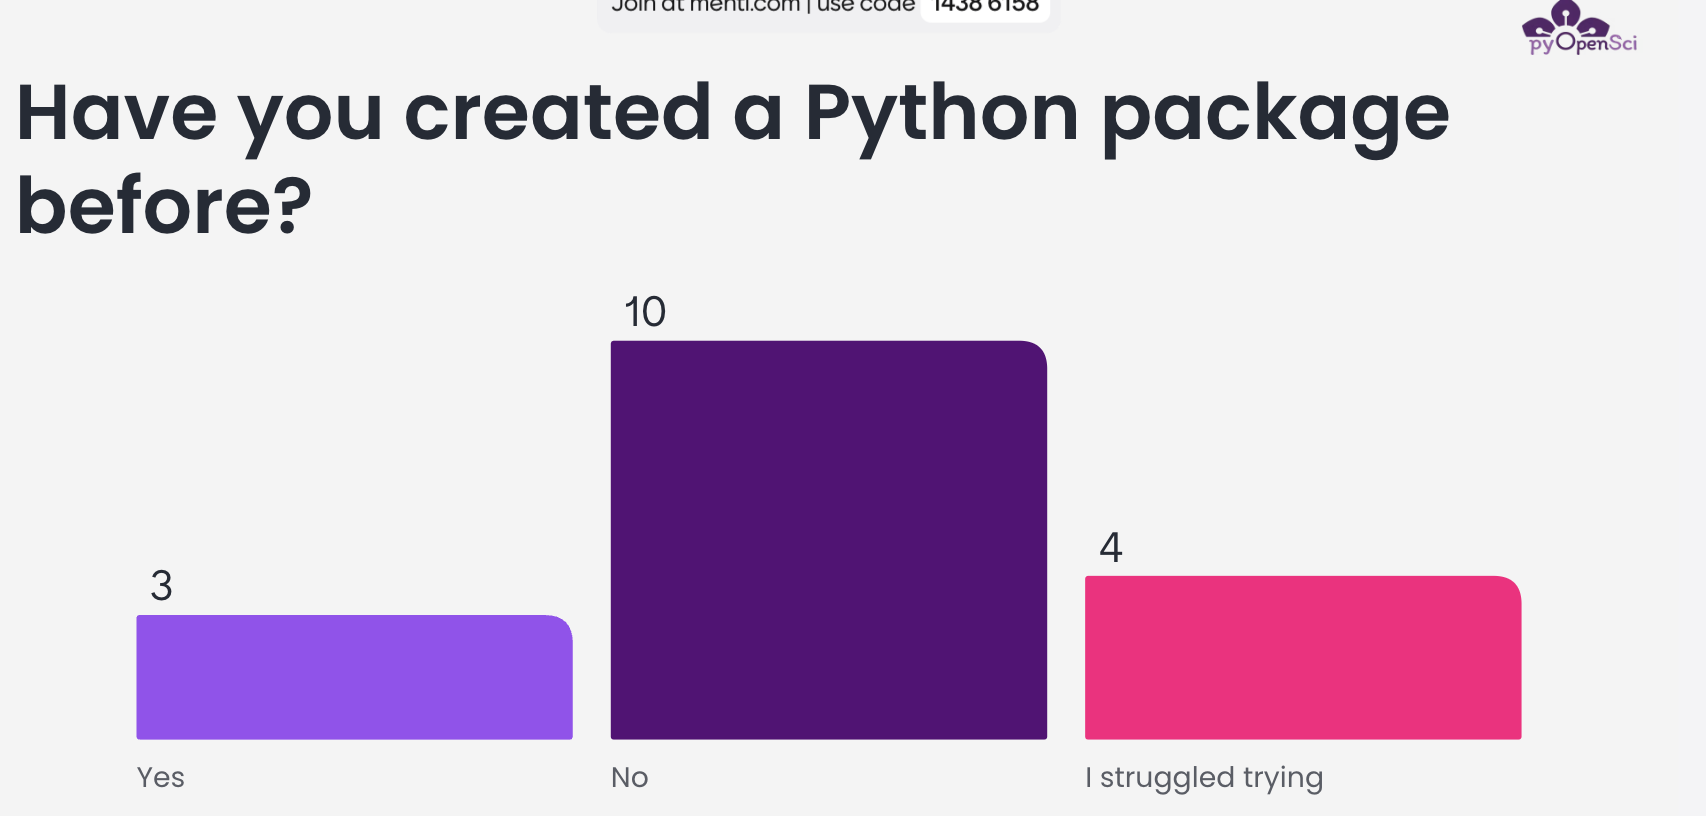 Join at menti.com | use code 1438 6158
pyOpenSci
Have you created a Python package
before?
10
4
3
Yes
No
I struggled trying